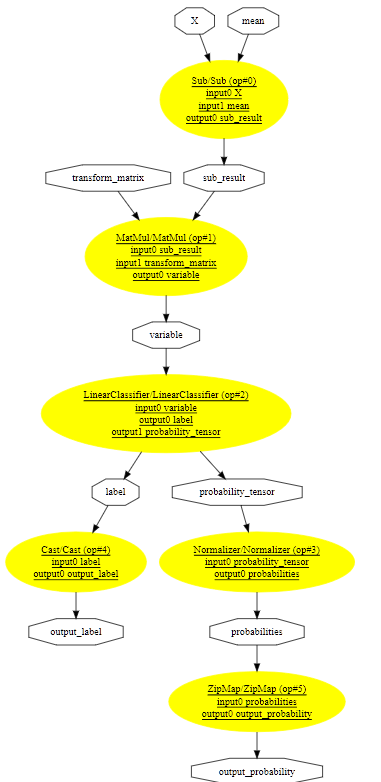 X
mean
Sub/Sub (op#0)
input0 X
input1 mean
output0 sub_result
transform_matrix
sub_result
MatMul/MatMul (op#1)
input0 sub_result
input1 transform_matrix
output0 variable
variable
LinearClassifier/LinearClassifier (op#2)
input0 variable
output0 label
output1 probability_tensor
label
probability_tensor
Cast/Cast (op#4)
input0 label
output0 output_label
Normalizer/Normalizer (op#3)
input0 probability_tensor
output0 probabilities
output_label
probabilities
ZipMap/ZipMap (op#5)
input0 probabilities
output0 output_probability
output_probability